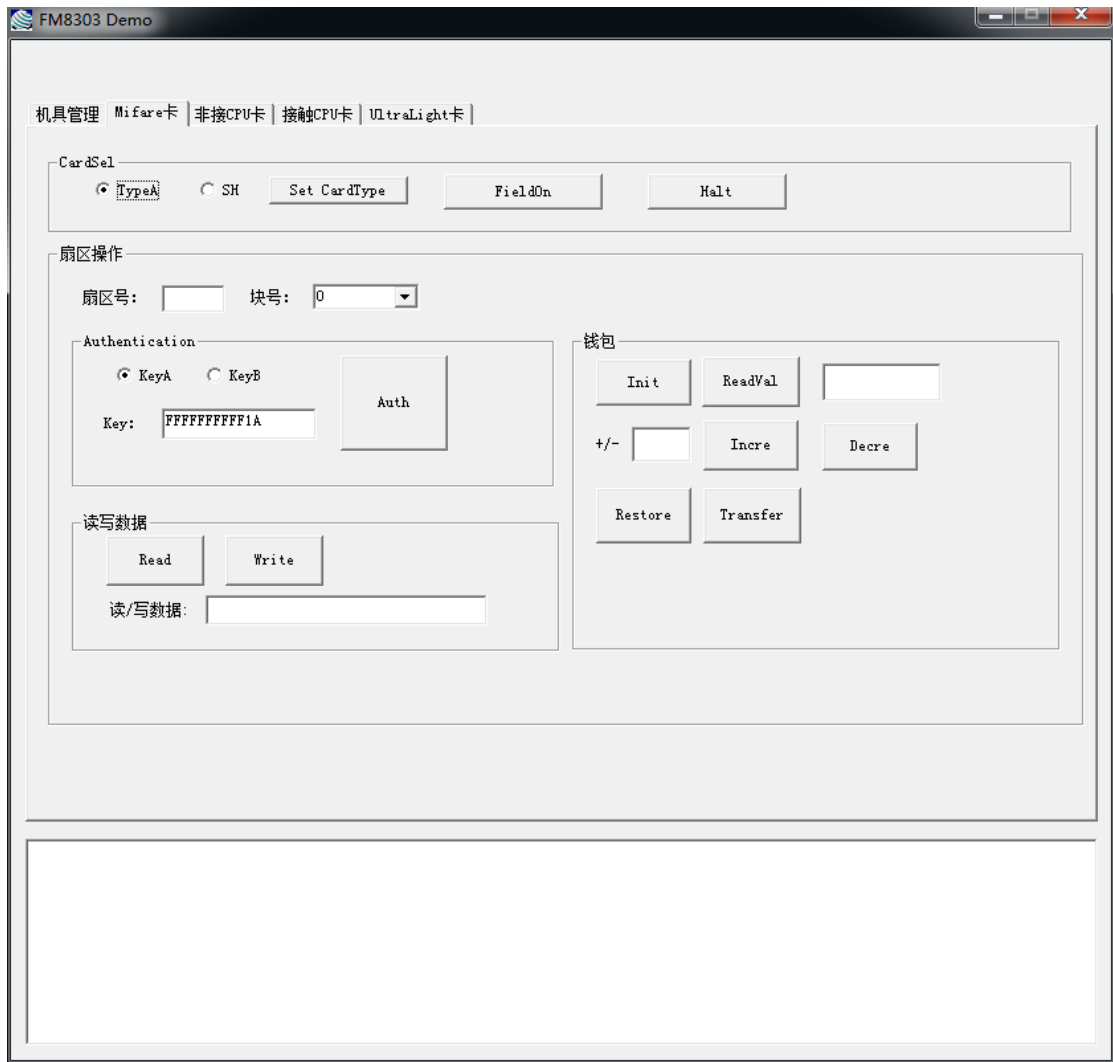 FM8303 Demo
机具管理 Mifare卡 非接CPU卡 接触CPU卡 UltraLight卡
CardSel
TypeA SH Set CardType FieldOn Halt
扇区操作
扇区号: 块号: 0
Authentication
KeyA KeyB
Auth
Key: FFFFFFFFFF1A
钱包
Init ReadVal
+/- Incre Decre
Restore Transfer
读写数据
Read Write
读/写数据: